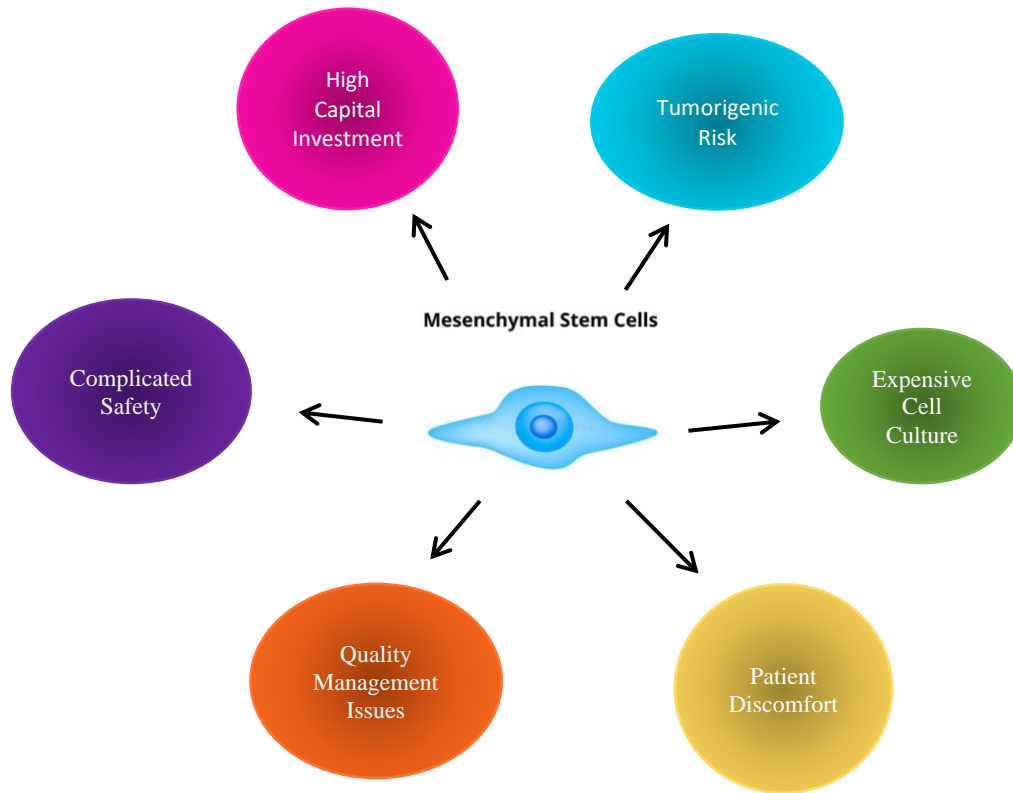 High
Capital
Investment
Tumorigenic
Risk
Mesenchymal Stem Cells
Complicated
Safety
Expensive
Cell
Culture
Quality
Management
Issues
Patient
Discomfort